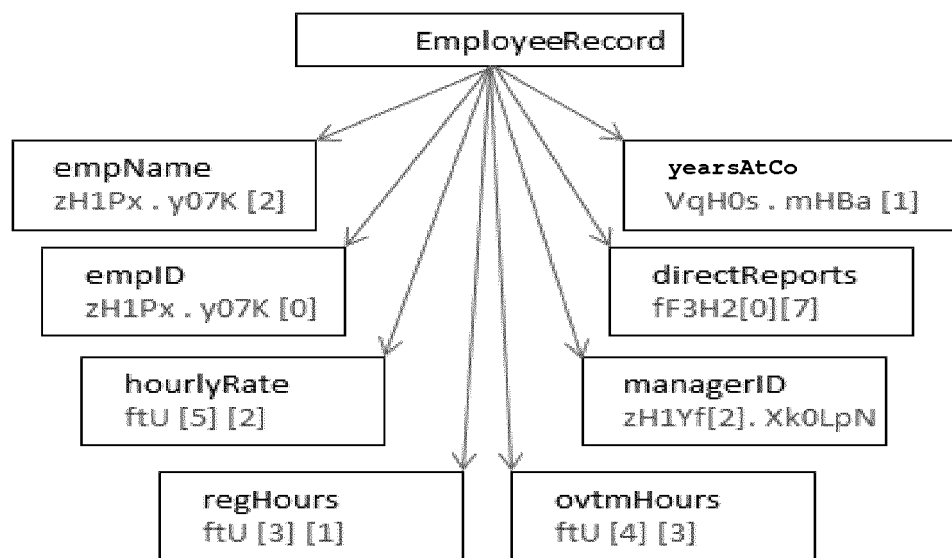 EmployeeRecord
empName
zH1Px . y07K [2]
yearsAtCo
VqH0s . mHBa [1]
empID
zH1Px . y07K [0]
directReports
fF3H2[0][7]
hourlyRate
ftU [5] [2]
managerID
zH1Yf[2]. Xk0LpN
regHours
ftU [3] [1]
ovtmHours
ftU [4] [3]